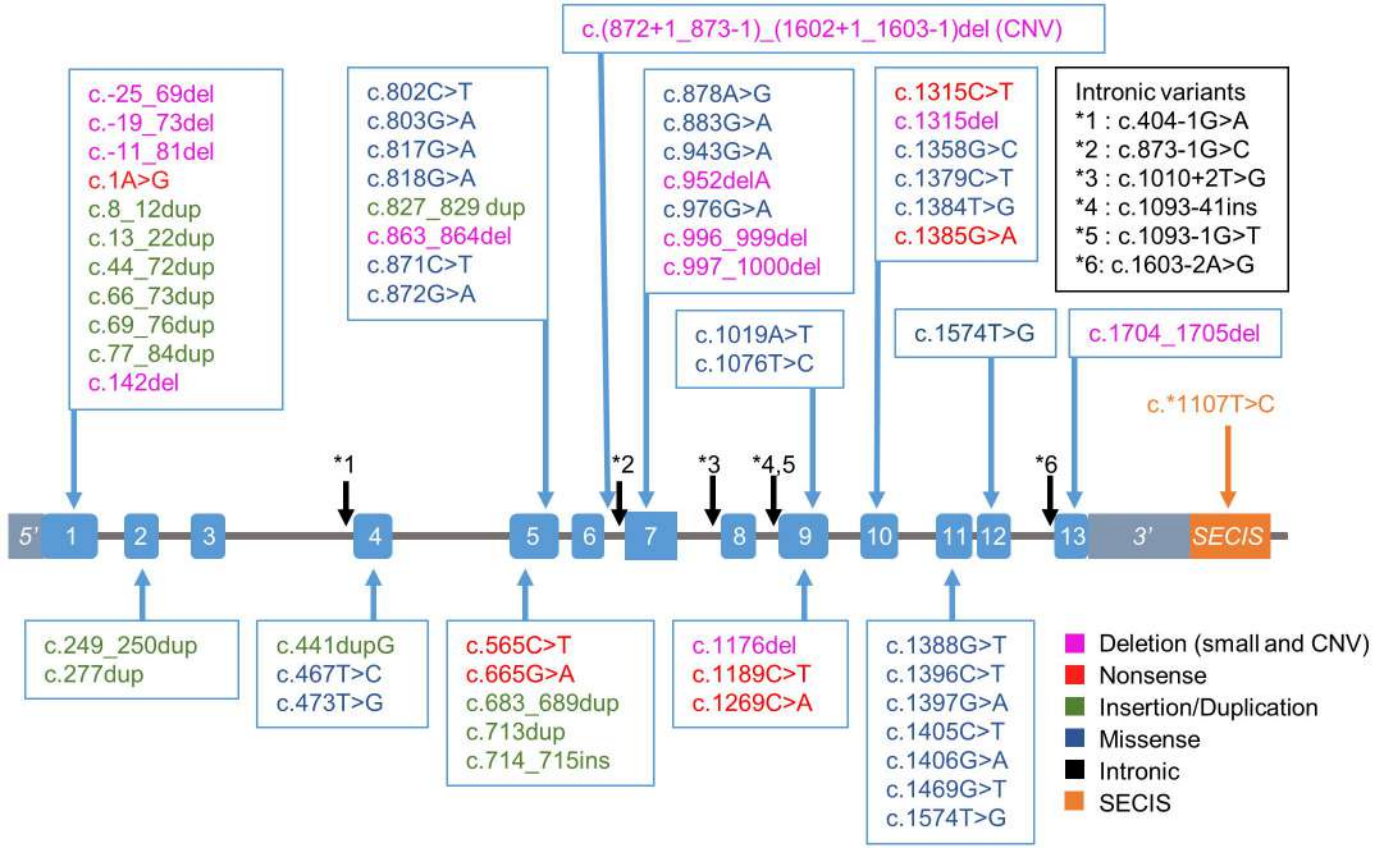 c.(872+1_873-1)_(1602+1_1603-1)del (CNV)
c.-25_69del
c.-19_73del
c.-11_81del
c.1A>G
c.8_12dup
c.13_22dup
c.44_72dup
c.66_73dup
c.69_76dup
c.77_84dup
c.142del
c.802C>T
c.803G>A
c.817G>A
c.818G>A
c.827_829 dup
c.863_864del
c.871C>T
c.872G>A
c.878A>G
c.883G>A
c.943G>A
c.952delA
c.976G>A
c.996_999del
c.997_1000del
c.1315C>T
c.1315del
c.1358G>C
c.1379C>T
c.1384T>G
c.1385G>A
Intronic variants
*1 : c.404-1G>A
*2 : c.873-1G>C
*3 : c.1010+2T>G
*4 : c.1093-41ins
*5 : c.1093-1G>T
*6: c.1603-2A>G
c.1019A>T
c.1076T>C
c.1574T>G
c.1704_1705del
c.*1107T>C
*1
*2
*3
*4,5
*6
5' 1 2 3 4 5 6 7 8 9 10 11 12 13 3' SECIS
c.249_250dup
c.277dup
c.441dupG
c.467T>C
c.473T>G
c.565C>T
c.665G>A
c.683_689dup
c.713dup
c.714_715ins
c.1176del
c.1189C>T
c.1269C>A
c.1388G>T
c.1396C>T
c.1397G>A
c.1405C>T
c.1406G>A
c.1469G>T
c.1574T>G
Deletion (small and CNV)
Nonsense
Insertion/Duplication
Missense
Intronic
SECIS